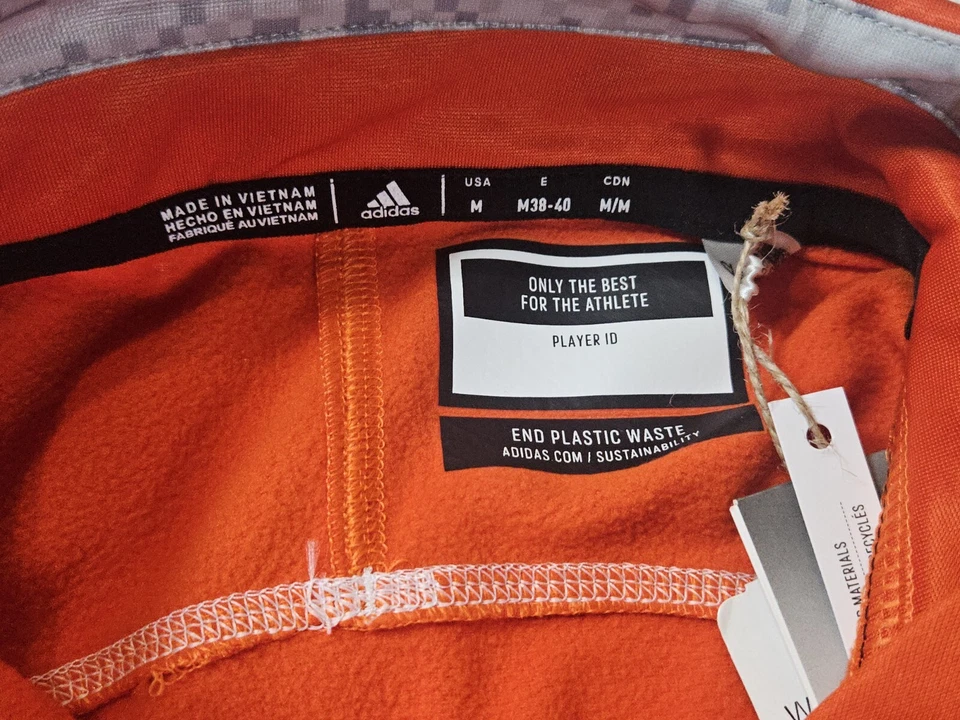 MADE IN VIETNAM
HECHO EN VIETNAM
FABRIQUÉ AU VIETNAM
adidas
USA E CDN
M M38-40 M/M
ONLY THE BEST
FOR THE ATHLETE
PLAYER ID
END PLASTIC WASTE
ADIDAS.COM / SUSTAINABILITY
MATERIALS
W